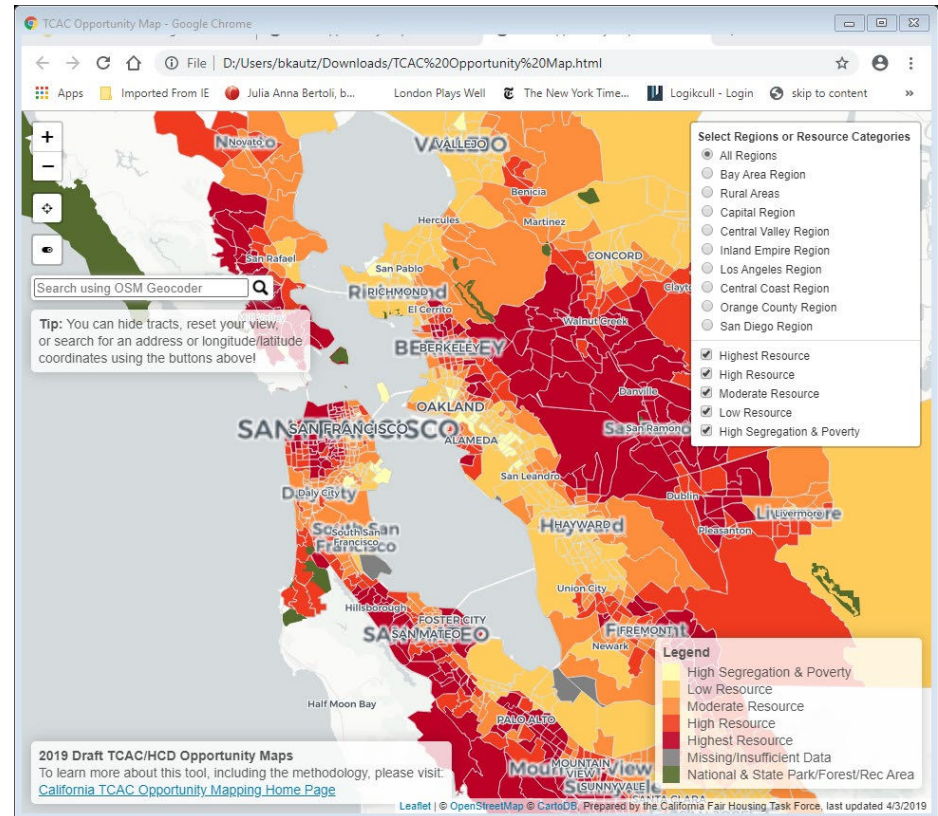 TCAC Opportunity Map - Google Chrome
File | D:/Users/bkautz/Downloads/TCAC%20Opportunity%20Map.html
Apps Imported From IE Julia Anna Bertoli, b... London Plays Well The New York Time... Logikcull - Login skip to content »
+
−
Search using OSM Geocoder
Tip: You can hide tracts, reset your view,
or search for an address or longitude/latitude
coordinates using the buttons above!
Select Regions or Resource Categories
All Regions
Bay Area Region
Rural Areas
Capital Region
Central Valley Region
Inland Empire Region
Los Angeles Region
Central Coast Region
Orange County Region
San Diego Region
Highest Resource
High Resource
Moderate Resource
Low Resource
High Segregation & Poverty
Novato
VALLEJO
Benicia
Hercules
Martinez
San Rafael
CONCORD
San Pablo
RICHMOND
Clayt
El Cerrito
Walnut Creek
BERKELEY
Danville
OAKLAND
SAN FRANCISCO
San Ramon
ALAMEDA
San Leandro
Daly City
Dublin
Livermore
South San
Francisco
HAYWARD
Pleasanton
Union City
Hillsborough
FOSTER CITY
SAN MATEO
FREMONT
Newark
Half Moon Bay
PALO ALTO
MOUNTAIN
VIEW
Mountain View
SUNNYVALE
SANTA CLARA
Legend
High Segregation & Poverty
Low Resource
Moderate Resource
High Resource
Highest Resource
Missing/Insufficient Data
National & State Park/Forest/Rec Area
2019 Draft TCAC/HCD Opportunity Maps
To learn more about this tool, including the methodology, please visit:
California TCAC Opportunity Mapping Home Page
Leaflet | © OpenStreetMap © CartoDB, Prepared by the California Fair Housing Task Force, last updated 4/3/2019